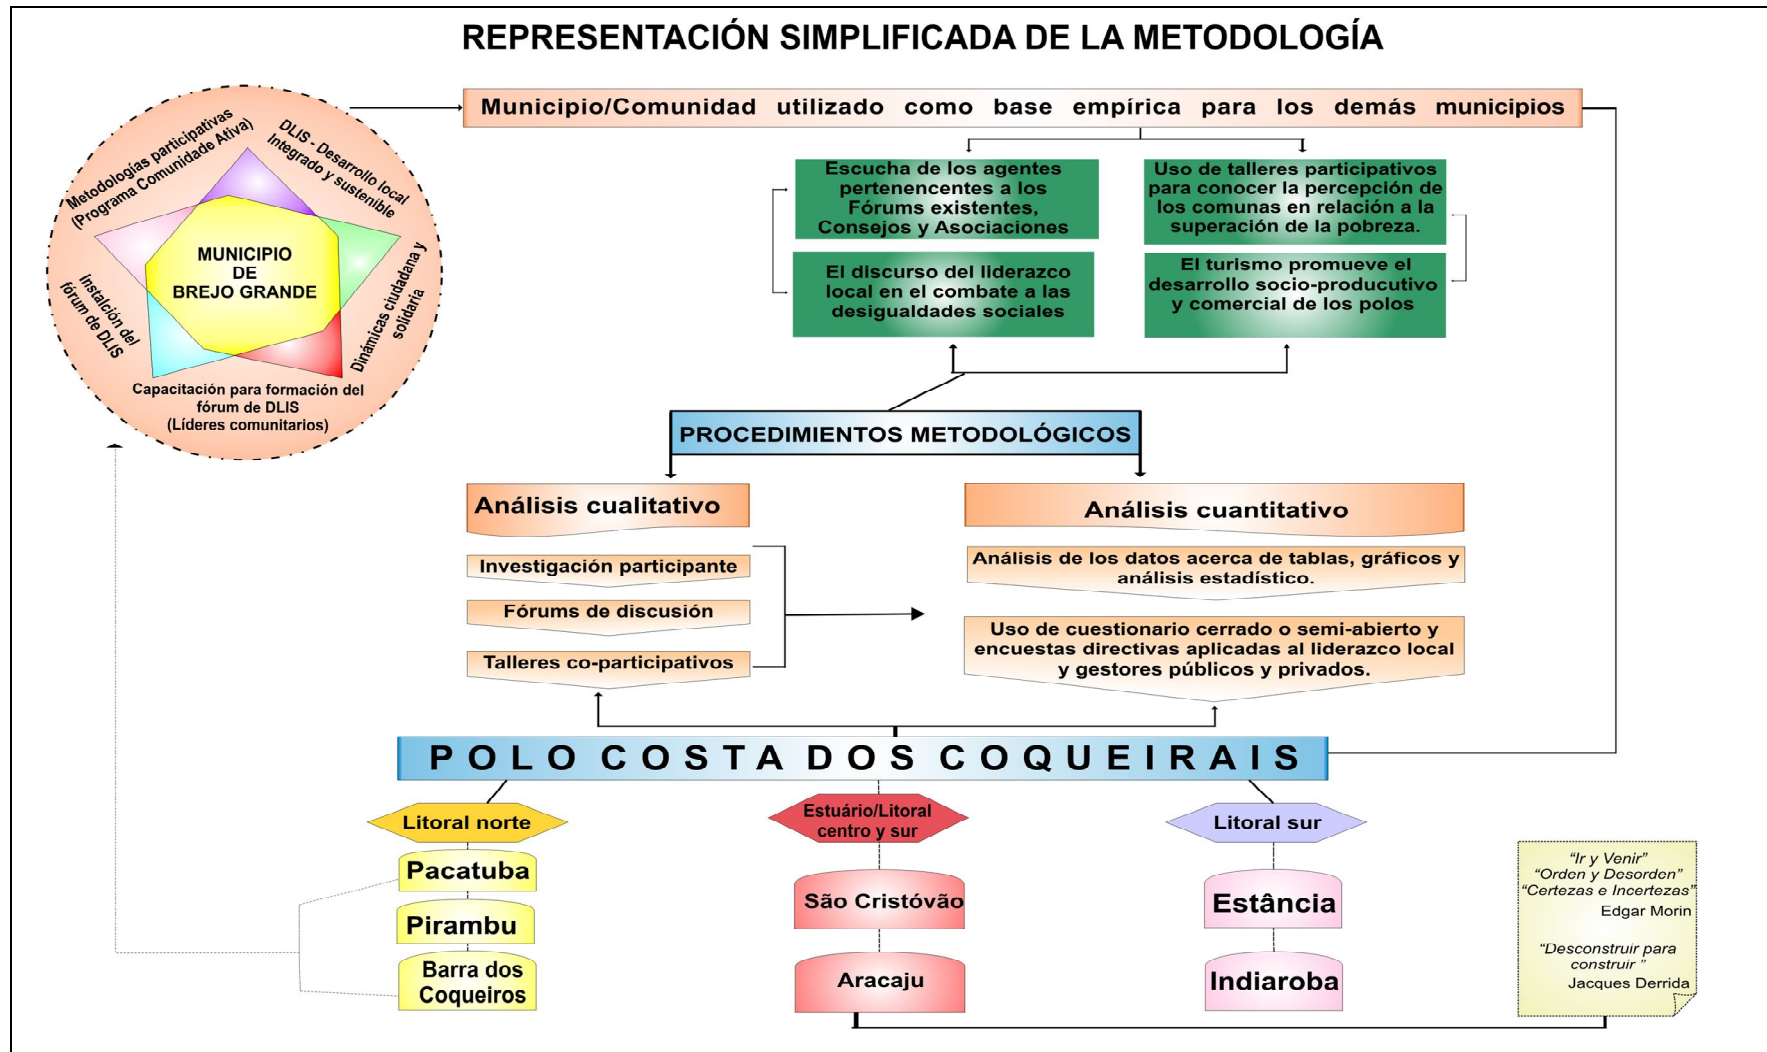 REPRESENTACIÓN SIMPLIFICADA DE LA METODOLOGÍA
Metodologías participativas
(Programa Comunidade Ativa)
DLIS - Desarrollo local
Integrado y sustenible
Dinámicas ciudadana y
solidaria
Capacitación para formación del
fórum de DLIS
(Líderes comunitarios)
Instalción del
fórum de DLIS
MUNICIPIO
DE
BREJO GRANDE
Municipio/Comunidad utilizado como base empírica para los demás municipios
Escucha de los agentes
pertenencentes a los
Fórums existentes,
Consejos y Asociaciones
Uso de talleres participativos
para conocer la percepción de
los comunas en relación a la
superación de la pobreza.
El discurso del liderazco
local en el combate a las
desigualdades sociales
El turismo promueve el
desarrollo socio-producutivo
y comercial de los polos
PROCEDIMIENTOS METODOLÓGICOS
Análisis cualitativo
Investigación participante
Fórums de discusión
Talleres co-participativos
Análisis cuantitativo
Análisis de los datos acerca de tablas, gráficos y
análisis estadístico.
Uso de cuestionario cerrado o semi-abierto y
encuestas directivas aplicadas al liderazco local
y gestores públicos y privados.
POLO COSTA DOS COQUEIRAIS
Litoral norte
Pacatuba
Pirambu
Barra dos
Coqueiros
Estuário/Litoral
centro y sur
São Cristóvão
Aracaju
Litoral sur
Estância
Indiaroba
“Ir y Venir”
“Orden y Desorden”
“Certezas e Incertezas”
Edgar Morin
“Desconstruir para
construir ”
Jacques Derrida